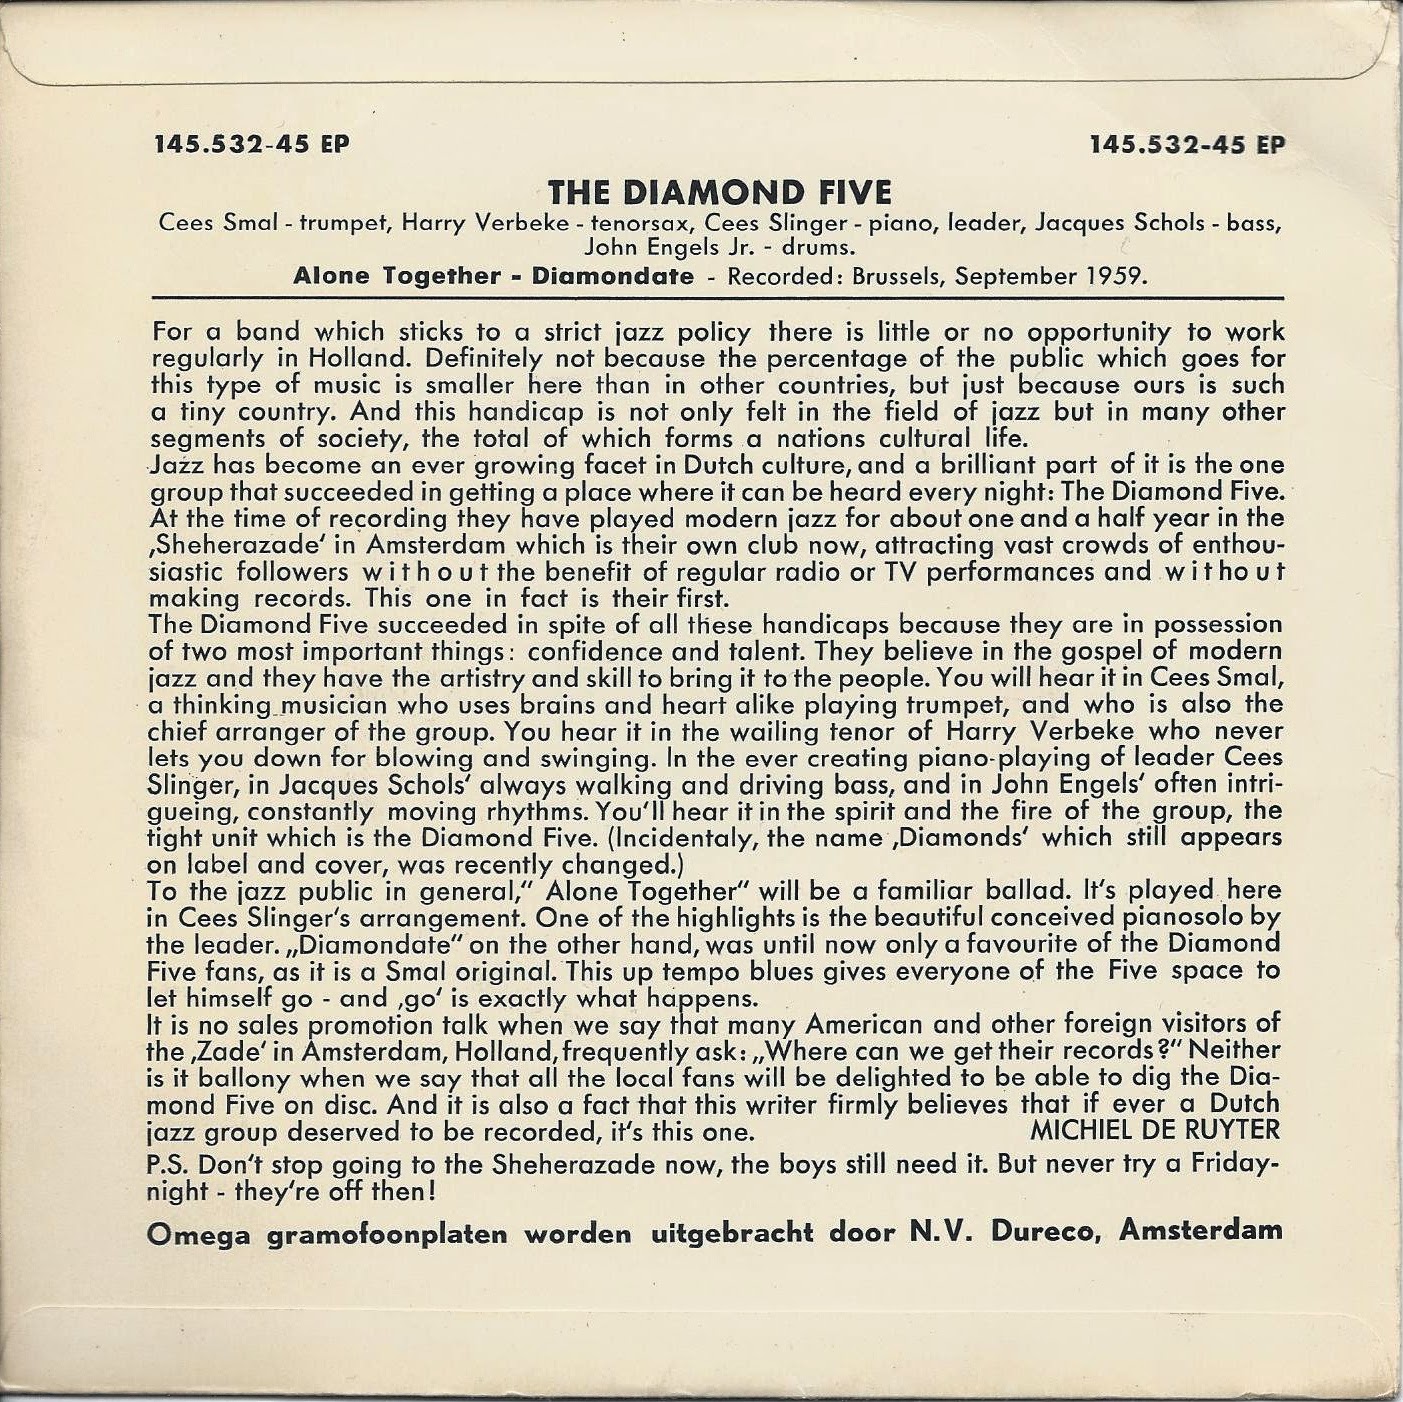 145.532-45 EP 145.532-45 EP
THE DIAMOND FIVE
Cees Smal - trumpet, Harry Verbeke - tenorsax, Cees Slinger - piano, leader, Jacques Schols - bass,
John Engels Jr. - drums.
Alone Together - Diamondate - Recorded: Brussels, September 1959.
For a band which sticks to a strict jazz policy there is little or no opportunity to work
regularly in Holland. Definitely not because the percentage of the public which goes for
this type of music is smaller here than in other countries, but just because ours is such
a tiny country. And this handicap is not only felt in the field of jazz but in many other
segments of society, the total of which forms a nations cultural life.
Jazz has become an ever growing facet in Dutch culture, and a brilliant part of it is the one
group that succeeded in getting a place where it can be heard every night: The Diamond Five.
At the time of recording they have played modern jazz for about one and a half year in the
‚Sheherazade' in Amsterdam which is their own club now, attracting vast crowds of enthou-
siastic followers w i t h o u t the benefit of regular radio or TV performances and w i t h o u t
making records. This one in fact is their first.
The Diamond Five succeeded in spite of all these handicaps because they are in possession
of two most important things: confidence and talent. They believe in the gospel of modern
jazz and they have the artistry and skill to bring it to the people. You will hear it in Cees Smal,
a thinking musician who uses brains and heart alike playing trumpet, and who is also the
chief arranger of the group. You hear it in the wailing tenor of Harry Verbeke who never
lets you down for blowing and swinging. In the ever creating piano-playing of leader Cees
Slinger, in Jacques Schols' always walking and driving bass, and in John Engels' often intri-
gueing, constantly moving rhythms. You'll hear it in the spirit and the fire of the group, the
tight unit which is the Diamond Five. (Incidentaly, the name ‚Diamonds' which still appears
on label and cover, was recently changed.)
To the jazz public in general,“ Alone Together” will be a familiar ballad. It's played here
in Cees Slinger's arrangement. One of the highlights is the beautiful conceived pianosolo by
the leader. „Diamondate” on the other hand, was until now only a favourite of the Diamond
Five fans, as it is a Smal original. This up tempo blues gives everyone of the Five space to
let himself go - and ‚go' is exactly what happens.
It is no sales promotion talk when we say that many American and other foreign visitors of
the ‚Zade' in Amsterdam, Holland, frequently ask: „Where can we get their records?” Neither
is it ballony when we say that all the local fans will be delighted to be able to dig the Dia-
mond Five on disc. And it is also a fact that this writer firmly believes that if ever a Dutch
jazz group deserved to be recorded, it's this one. MICHIEL DE RUYTER
P.S. Don't stop going to the Sheherazade now, the boys still need it. But never try a Friday-
night - they're off then!
Omega gramofoonplaten worden uitgebracht door N.V. Dureco, Amsterdam